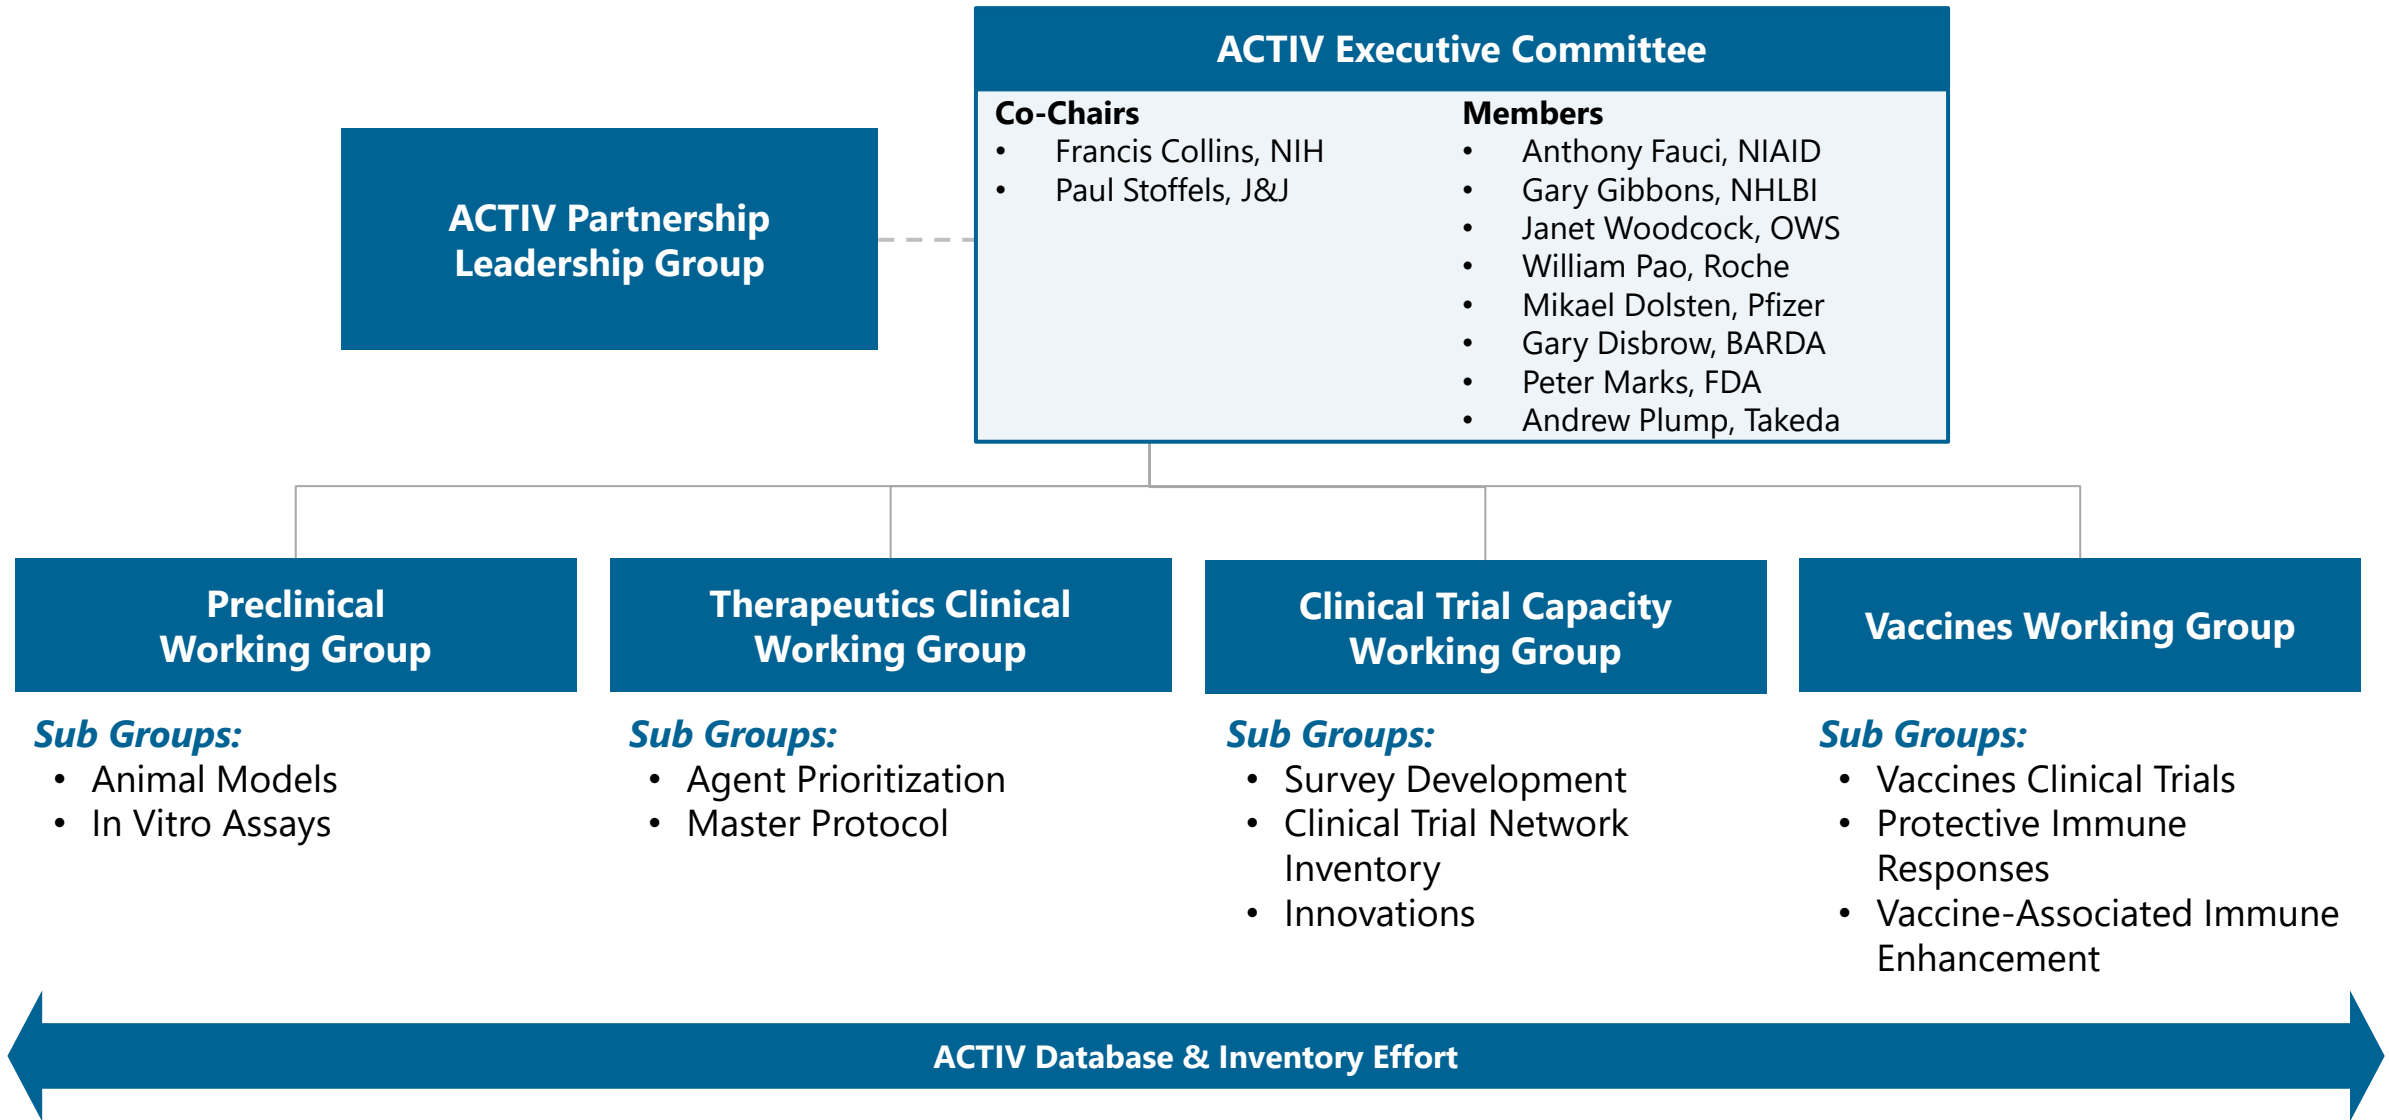 ACTIV Executive Committee
Co-Chairs
• Francis Collins, NIH
• Paul Stoffels, J&J
Members
• Anthony Fauci, NIAID
• Gary Gibbons, NHLBI
• Janet Woodcock, OWS
• William Pao, Roche
• Mikael Dolsten, Pfizer
• Gary Disbrow, BARDA
• Peter Marks, FDA
• Andrew Plump, Takeda
ACTIV Partnership
Leadership Group
Preclinical
Working Group
Sub Groups:
• Animal Models
• In Vitro Assays
Therapeutics Clinical
Working Group
Sub Groups:
• Agent Prioritization
• Master Protocol
Clinical Trial Capacity
Working Group
Sub Groups:
• Survey Development
• Clinical Trial Network
Inventory
• Innovations
Vaccines Working Group
Sub Groups:
• Vaccines Clinical Trials
• Protective Immune
Responses
• Vaccine-Associated Immune
Enhancement
ACTIV Database & Inventory Effort